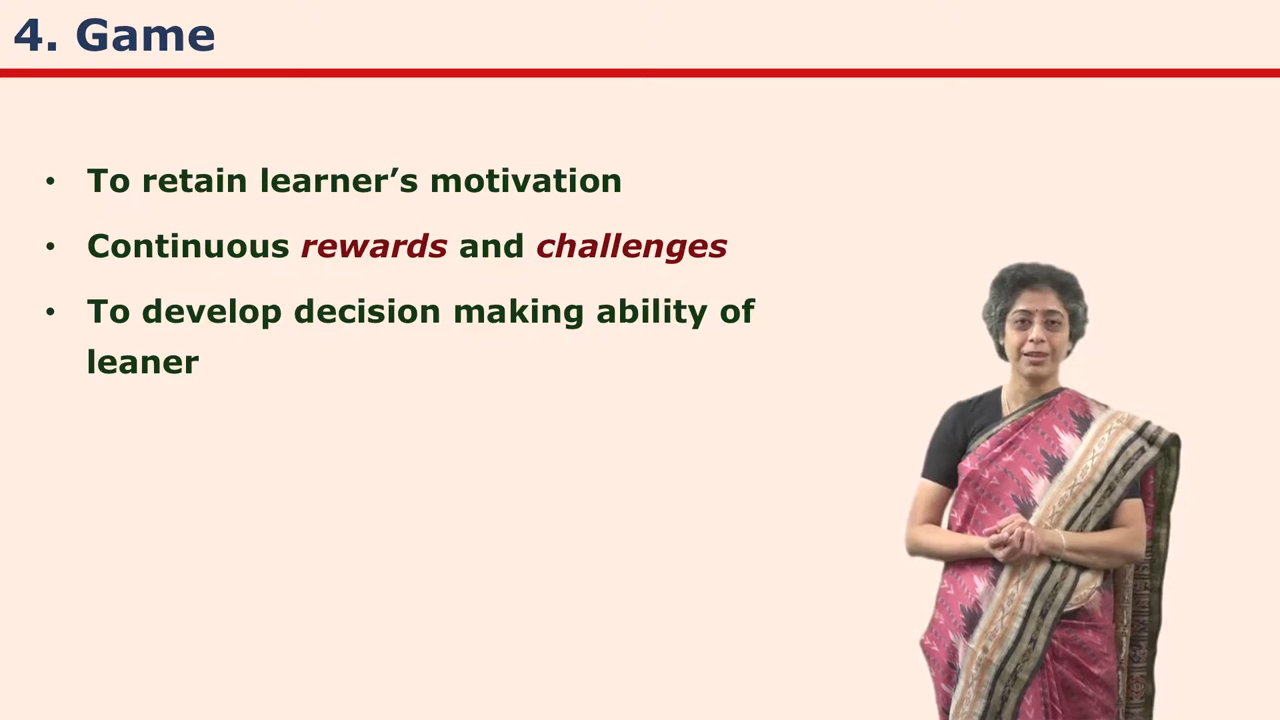 4. Game
• To retain learner’s motivation
• Continuous rewards and challenges
• To develop decision making ability of
leaner